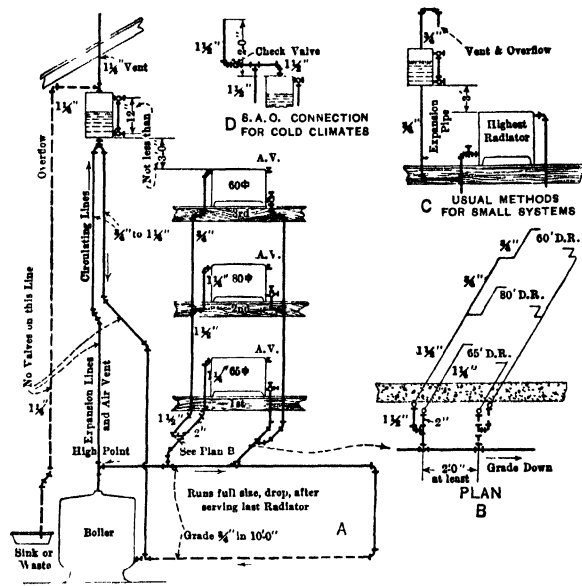 1¼" Vent
1¼"
Overflow
12"
Not less than
3'-0"
Circulating Lines
¾" to 1¼"
No Valves on this Line
1¼"
Expansion Lines
and Air Vent
High Point
Boiler
Sink or
Waste
A.V.
60Φ
3rd
¾"
A.V.
1¼" 80Φ
2nd
1½"
A.V.
1¼" 65Φ
1st
1½"
2"
See Plan B
Runs full size, drop, after
serving last Radiator
Grade ¾" in 10'-0"
A
1¼"
2'-0"
Check Valve
1¼"
1¼"
D
S.A.O. CONNECTION
FOR COLD CLIMATES
¾"
Vent & Overflow
3'
¾"
Expansion
Pipe
Highest
Radiator
C
USUAL METHODS
FOR SMALL SYSTEMS
60' D.R.
¾"
¾"
80' D.R.
1½"
65' D.R.
1¼"
1½"
2"
2'0"
at least
Grade Down
PLAN
B